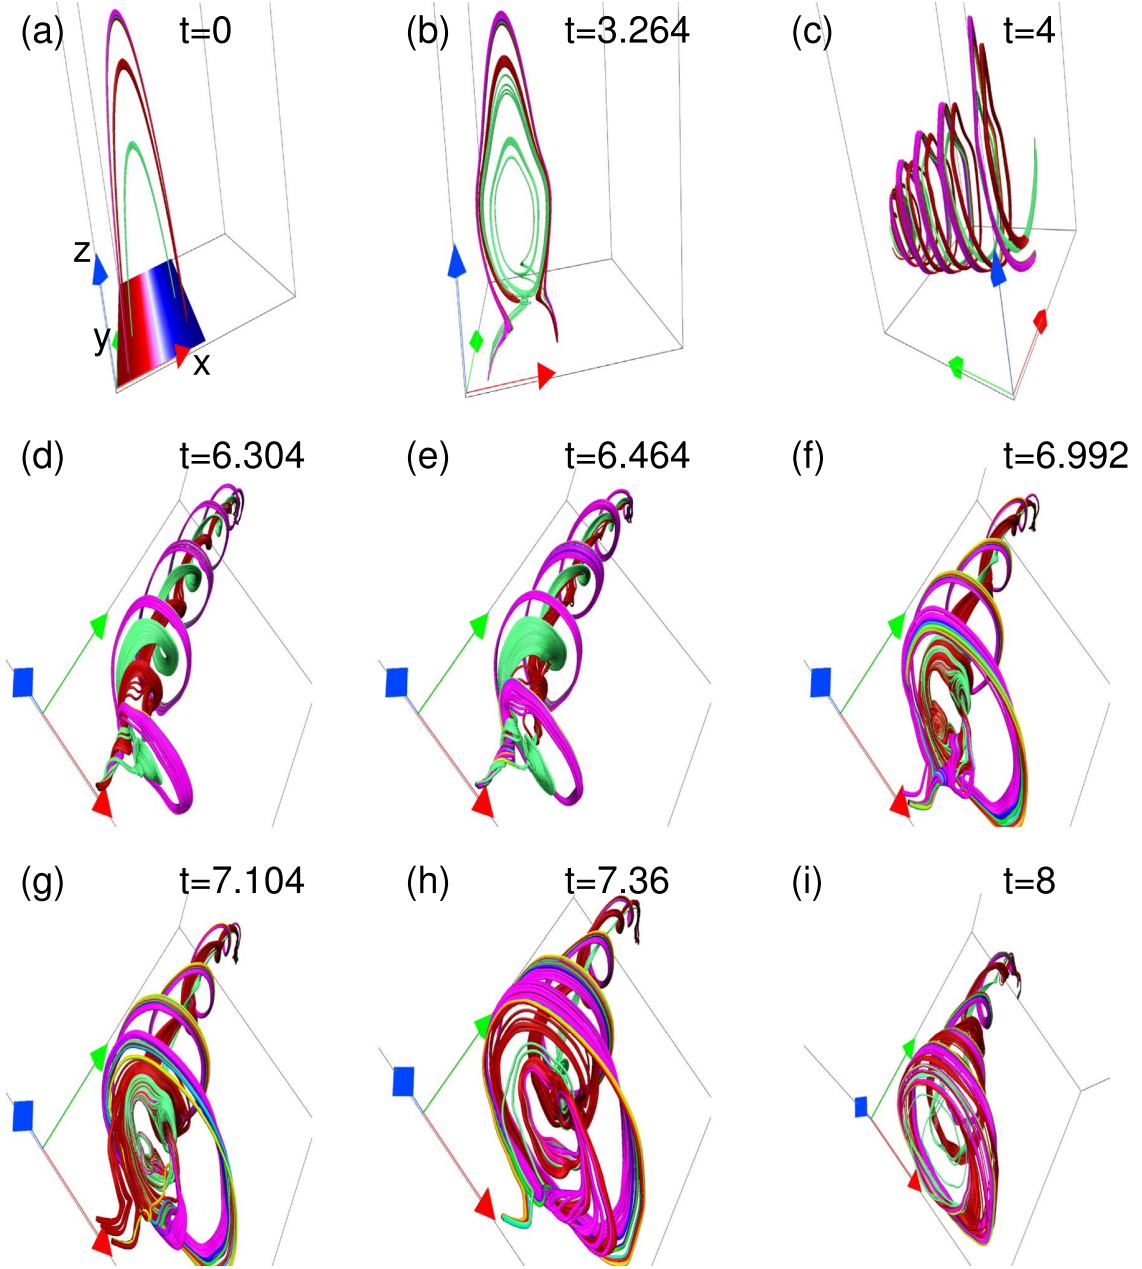 (a) t=0
(b) t=3.264
(c) t=4
z
y
x
(d) t=6.304
(e) t=6.464
(f) t=6.992
(g) t=7.104
(h) t=7.36
(i) t=8